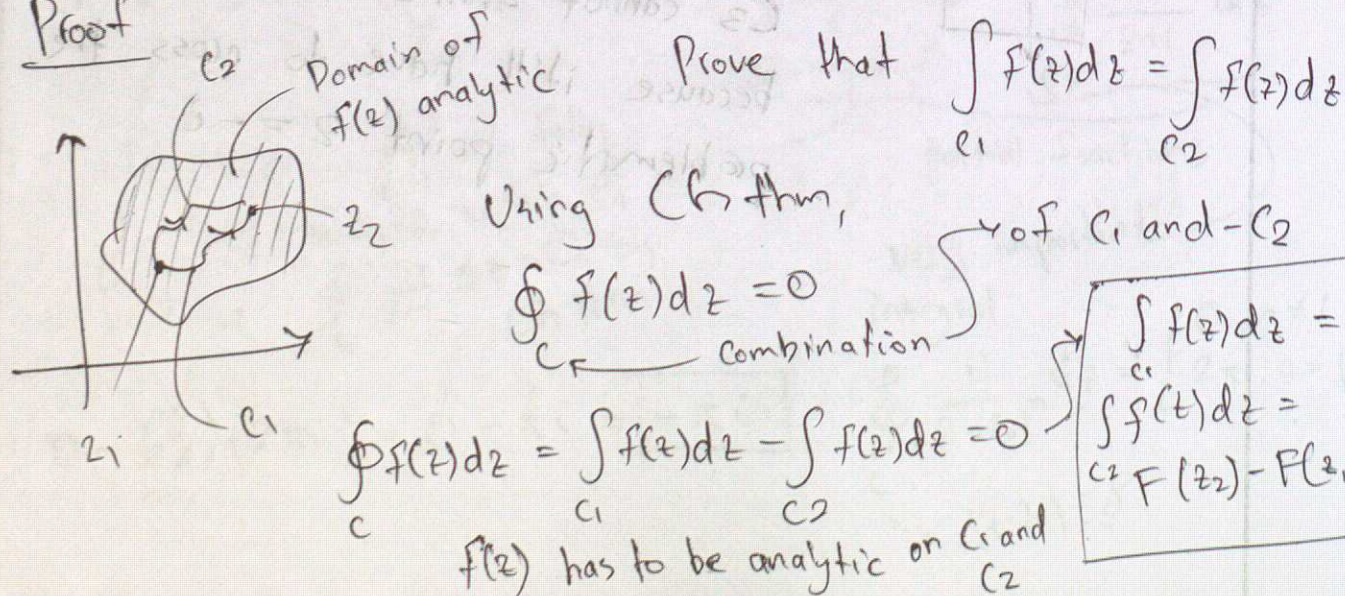 Proof
C2
Domain of
f(z) analytic
Prove that ∫ f(z)dz = ∫ f(z)dz
C1 C2
z2
Using CG thm,
of C1 and -C2
∮ f(z)dz = 0
C
combination
z1
C1
∮ f(z)dz = ∫ f(z)dz - ∫ f(z)dz = 0
C C1 C2
∫ f(z)dz =
C1
∫ f(z)dz =
C2 F(z2) - F(z1
f(z) has to be analytic on C1 and
C2